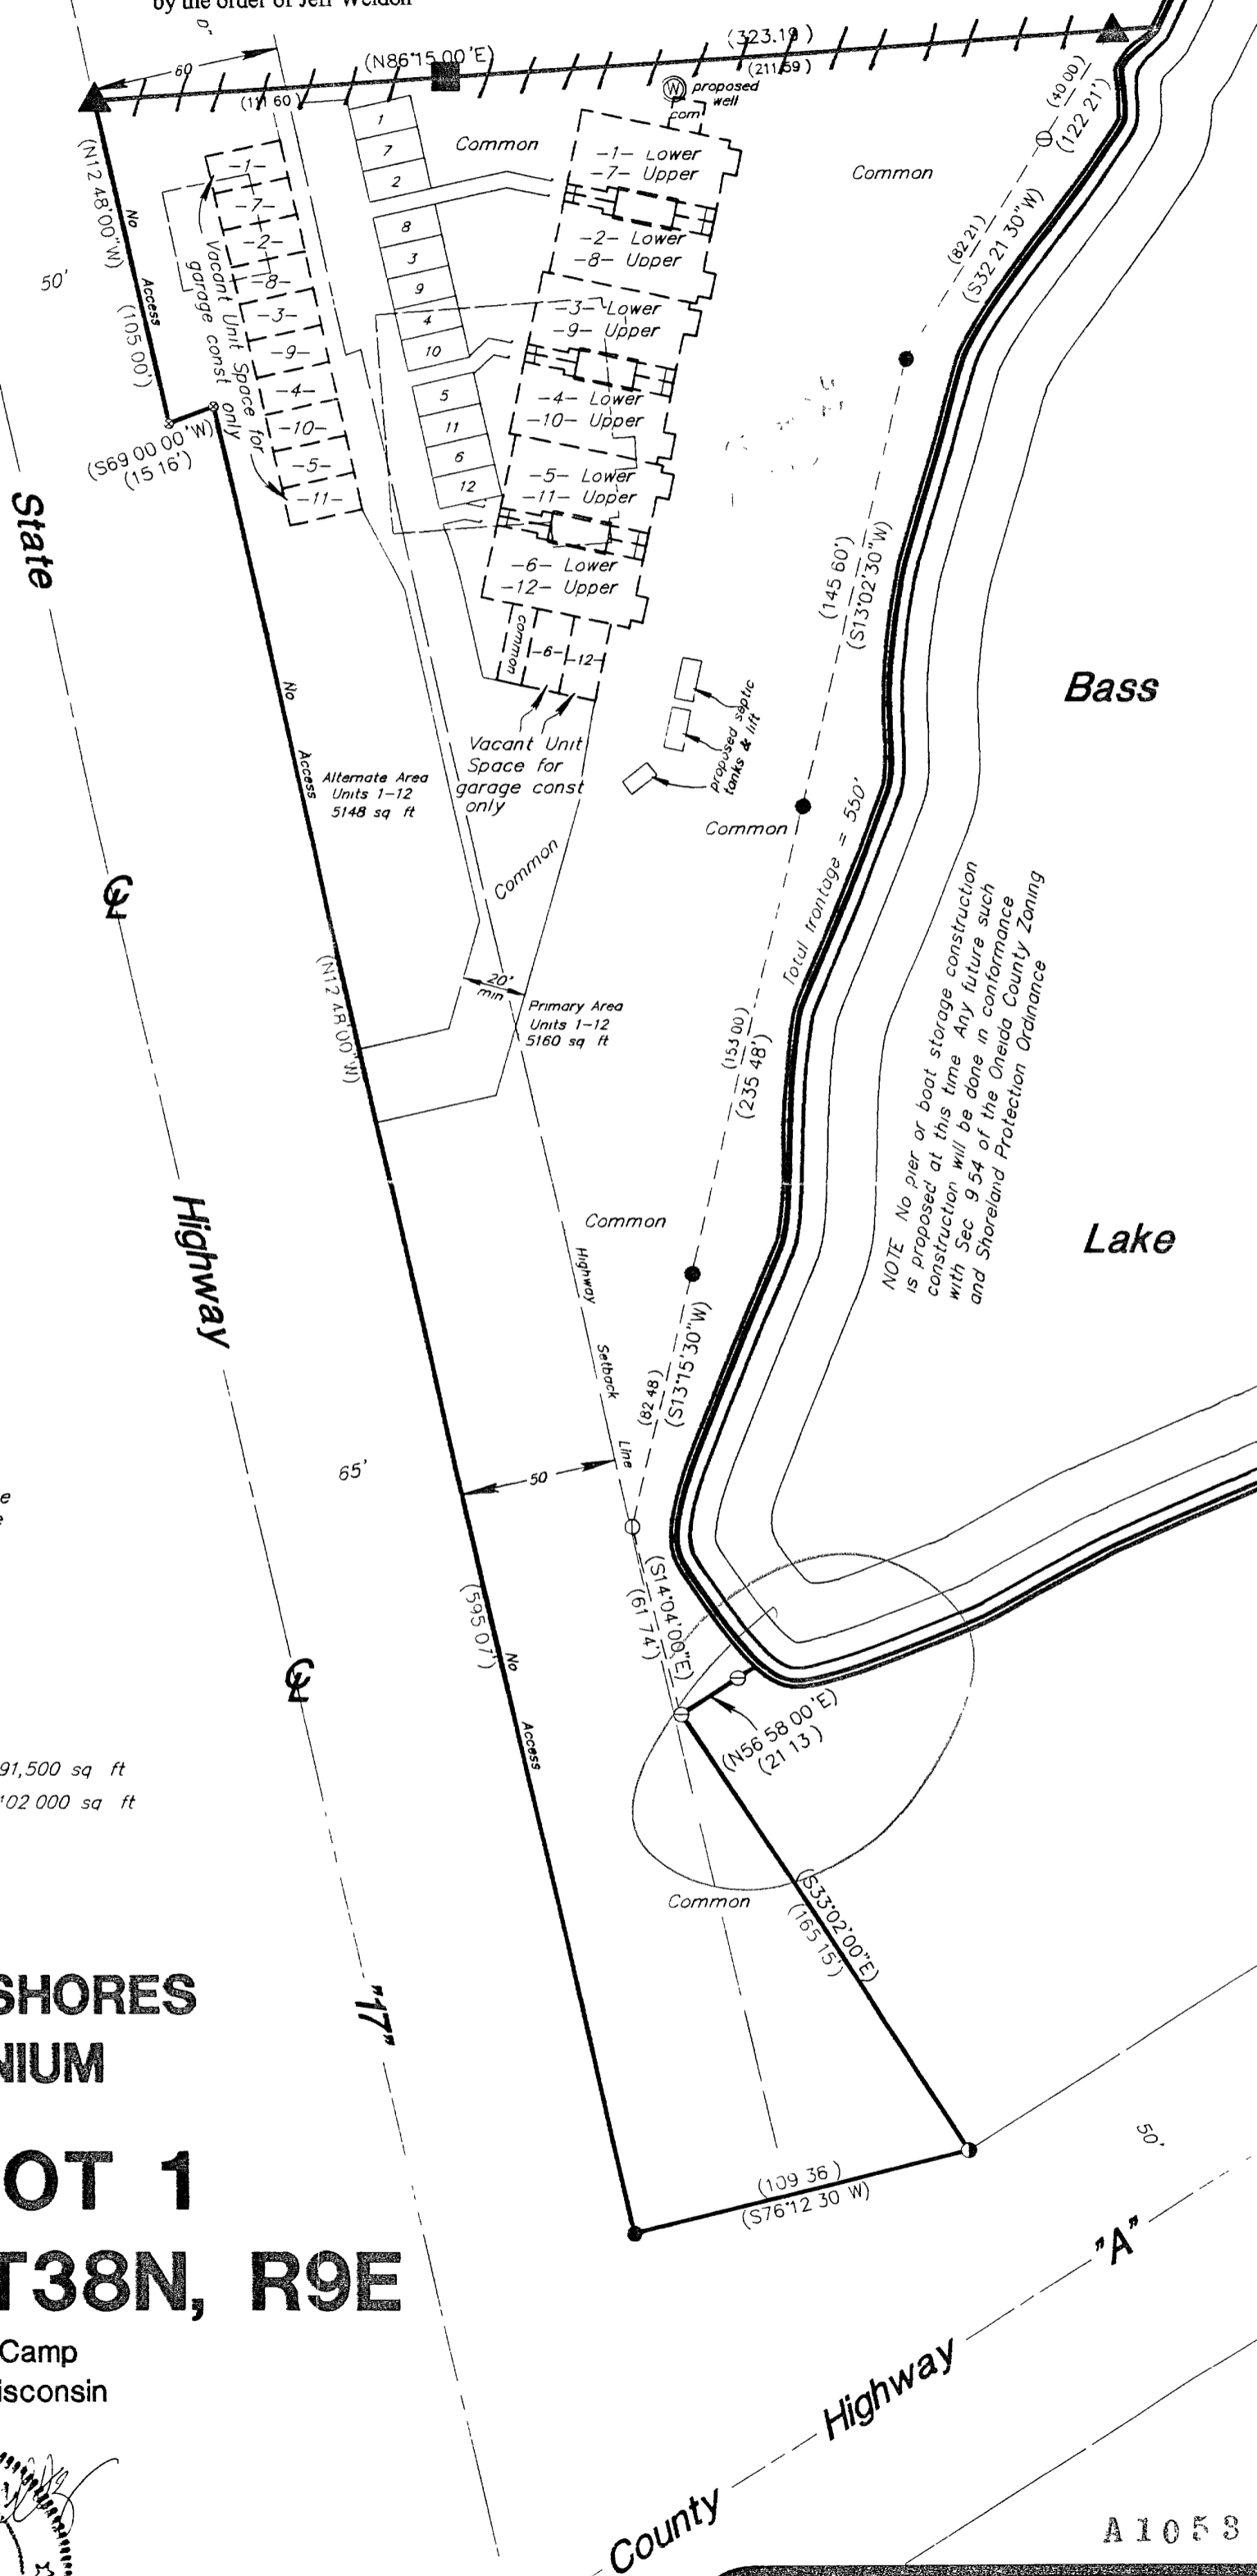 by the order of Jeff Weldon
0"
60
(N86°15 00'E)
(323.19)
(111 60)
(211.59)
W proposed
well
com
(40 00)
(122 21')
(N12 48'00"W)
No
Access
(105 00')
50'
(S69 00 00'W)
(15 16')
-1-
-7-
-2-
-8-
-3-
-9-
-4-
-10-
-5-
-11-
Vacant Unit Space for
garage const only
1
7
2
8
3
9
4
10
5
11
6
12
Common
-1- Lower
-7- Upper
-2- Lower
-8- Upper
-3- Lower
-9- Upper
-4- Lower
-10- Upper
-5- Lower
-11- Upper
-6- Lower
-12- Upper
common
-6-
-12-
Common
(82 21)
(S32 21 30"W)
(145 60')
(S13°02'30"W)
State
Bass
No
Access
Alternate Area
Units 1-12
5148 sq ft
Vacant Unit
Space for
garage const
only
proposed septic
tanks & lift
Common
Common
Total frontage = 550'
CL
(N12 48'00"W)
20'
min
Primary Area
Units 1-12
5160 sq ft
(153 00)
(235 48')
NOTE No pier or boat storage construction
is proposed at this time Any future such
construction will be done in conformance
with Sec 9 54 of the Oneida County Zoning
and Shoreland Protection Ordinance
Highway
Common
Lake
Highway
Setback
Line
(82 48)
(S13°15'30"W)
65'
50
e
(S14°04'00"E)
(61 74')
(595 07')
No
Access
CL
(N56 58 00'E)
(21 13)
91,500 sq ft
102 000 sq ft
Common
(S33°02'00"E)
(165 15')
SHORES
NIUM
"17"
OT 1
T38N, R9E
(109 36)
(S76°12 30 W)
50'
"A"
Camp
isconsin
Highway
County
A1053